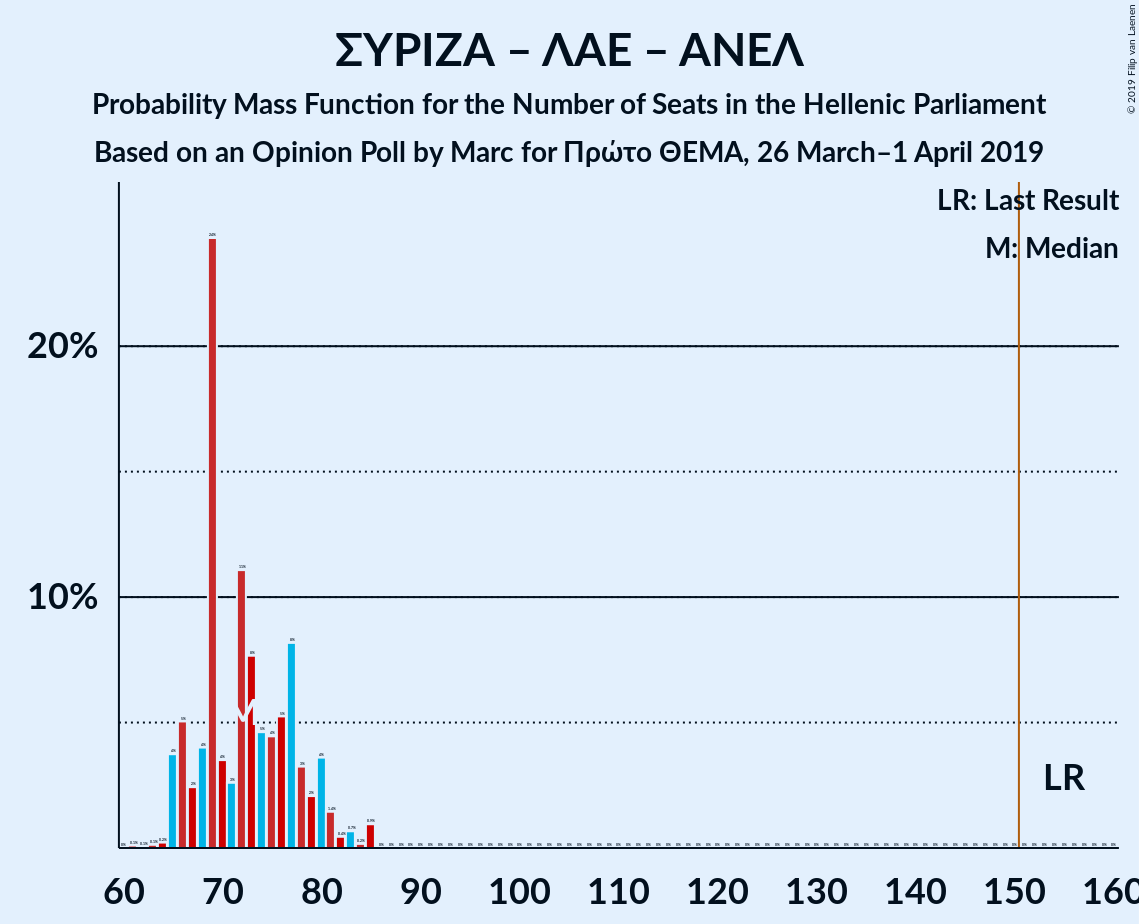 ΣΥΡΙΖΑ – ΛΑΕ – ΑΝΕΛ
Probability Mass Function for the Number of Seats in the Hellenic Parliament
Based on an Opinion Poll by Marc for Πρώτο ΘΕΜΑ, 26 March–1 April 2019
© 2019 Filip van Laenen
LR: Last Result
M: Median
20%
10%
M
LR
60 70 80 90 100 110 120 130 140 150 160